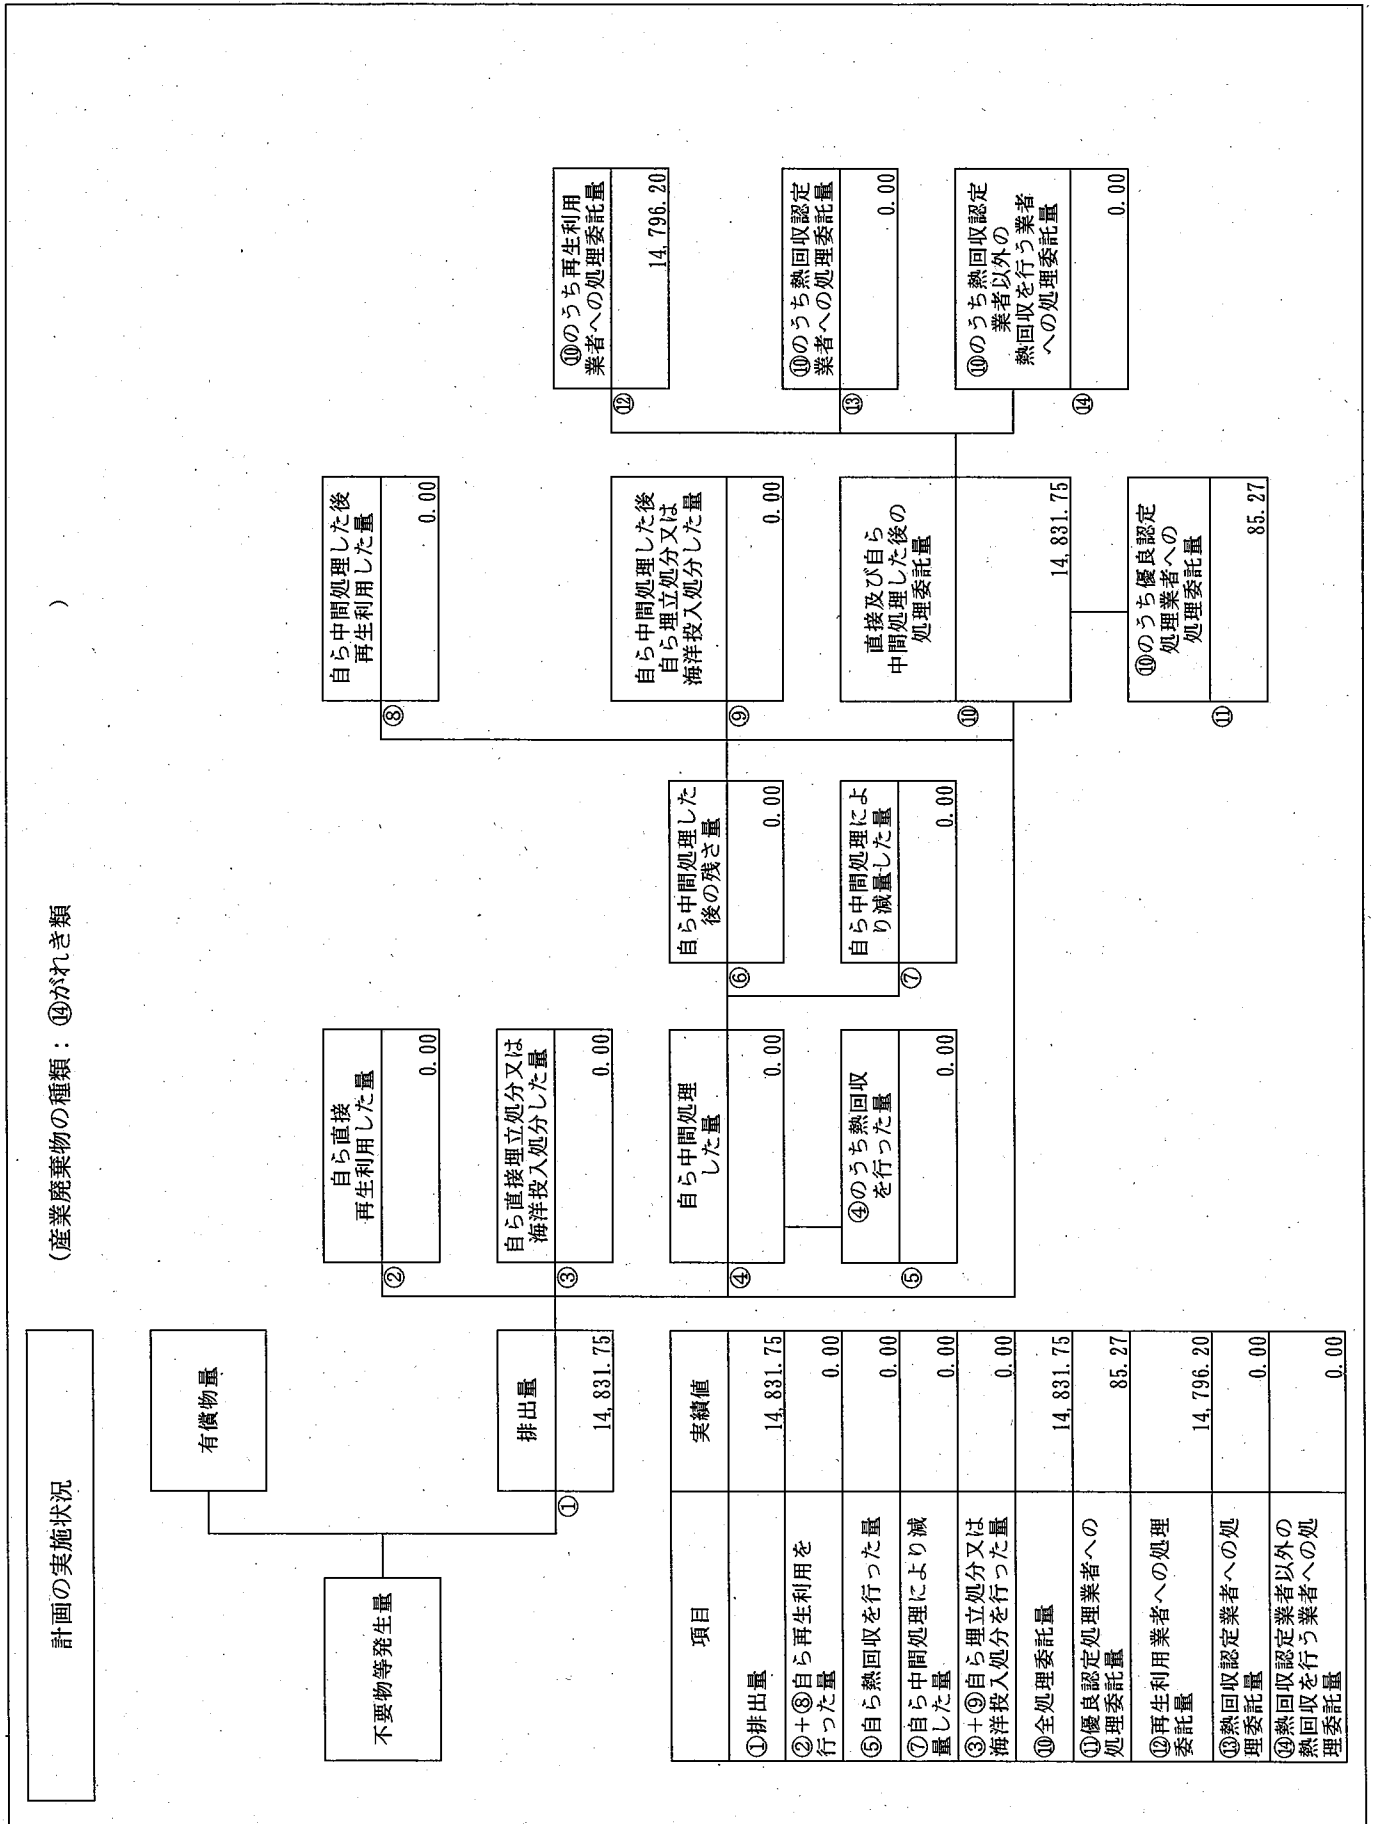 計画の実施状況
(産業廃棄物の種類：⑭がれき類
)
不要物等発生量
有償物量
①
排出量
14,831.75
②
自ら直接
再生利用した量
0.00
③
自ら直接埋立処分又は
海洋投入処分した量
0.00
④
自ら中間処理
した量
0.00
⑤
④のうち熱回収
を行った量
0.00
⑥
自ら中間処理した
後の残さ量
0.00
⑦
自ら中間処理によ
り減量した量
0.00
⑧
自ら中間処理した後
再生利用した量
0.00
⑨
自ら中間処理した後
自ら埋立処分又は
海洋投入処分した量
0.00
⑩
直接及び自ら
中間処理した後の
処理委託量
14,831.75
⑪
⑩のうち優良認定
処理業者への
処理委託量
85.27
⑫
⑩のうち再生利用
業者への処理委託量
14,796.20
⑬
⑩のうち熱回収認定
業者への処理委託量
0.00
⑭
⑩のうち熱回収認定
業者以外の
熱回収を行う業者
への処理委託量
0.00
項目 実績値
①排出量 14,831.75
②+⑧自ら再生利用を
行った量 0.00
⑤自ら熱回収を行った量 0.00
⑦自ら中間処理により減
量した量 0.00
③+⑨自ら埋立処分又は
海洋投入処分を行った量 0.00
⑩全処理委託量 14,831.75
⑪優良認定処理業者への
処理委託量 85.27
⑫再生利用業者への処理
委託量 14,796.20
⑬熱回収認定業者への処
理委託量 0.00
⑭熱回収認定業者以外の
熱回収を行う業者への処
理委託量 0.00